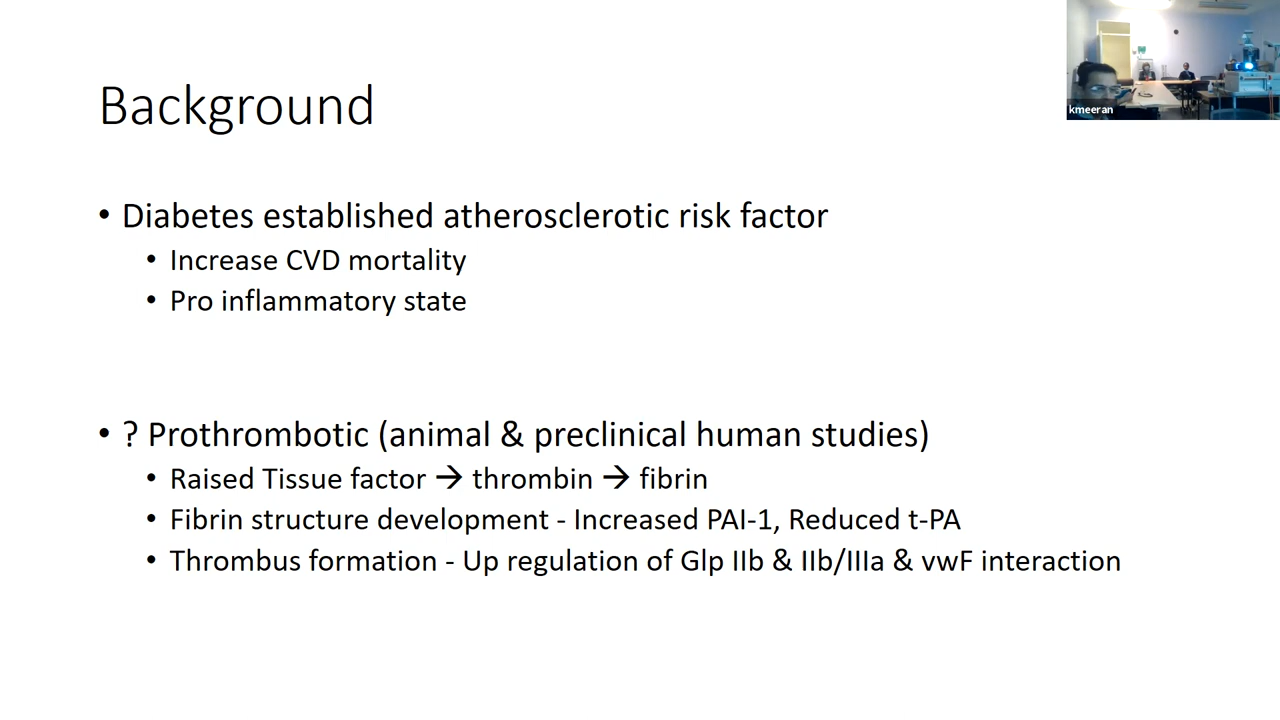 Background
kmeeran
• Diabetes established atherosclerotic risk factor
• Increase CVD mortality
• Pro inflammatory state
• ? Prothrombotic (animal & preclinical human studies)
• Raised Tissue factor → thrombin → fibrin
• Fibrin structure development - Increased PAI-1, Reduced t-PA
• Thrombus formation - Up regulation of Glp IIb & IIb/IIIa & vwF interaction